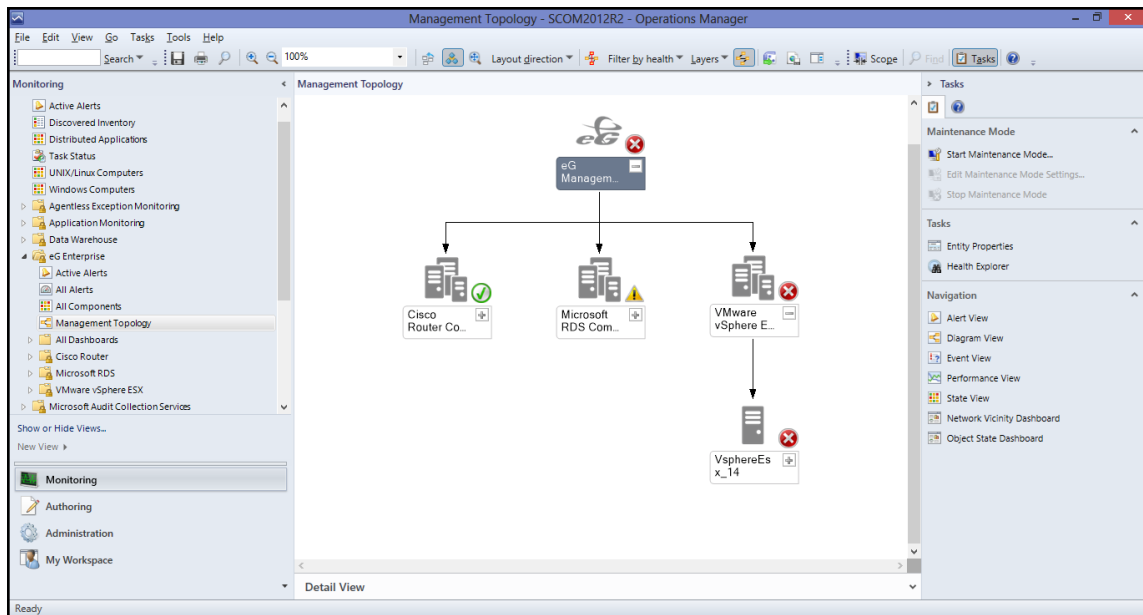 Management Topology - SCOM2012R2 - Operations Manager
File Edit View Go Tasks Tools Help
Search 100% Layout direction Filter by health Layers Scope Find Tasks
Monitoring
Active Alerts
Discovered Inventory
Distributed Applications
Task Status
UNIX/Linux Computers
Windows Computers
Agentless Exception Monitoring
Application Monitoring
Data Warehouse
eG Enterprise
Active Alerts
All Alerts
All Components
Management Topology
All Dashboards
Cisco Router
Microsoft RDS
VMware vSphere ESX
Microsoft Audit Collection Services
Show or Hide Views...
New View
Monitoring
Authoring
Administration
My Workspace
Management Topology
eG
eG
Managem...
Cisco
Router Co...
Microsoft
RDS Com...
VMware
vSphere E...
VsphereEs
x_14
Detail View
Tasks
Maintenance Mode
Start Maintenance Mode...
Edit Maintenance Mode Settings...
Stop Maintenance Mode
Tasks
Entity Properties
Health Explorer
Navigation
Alert View
Diagram View
Event View
Performance View
State View
Network Vicinity Dashboard
Object State Dashboard
Ready